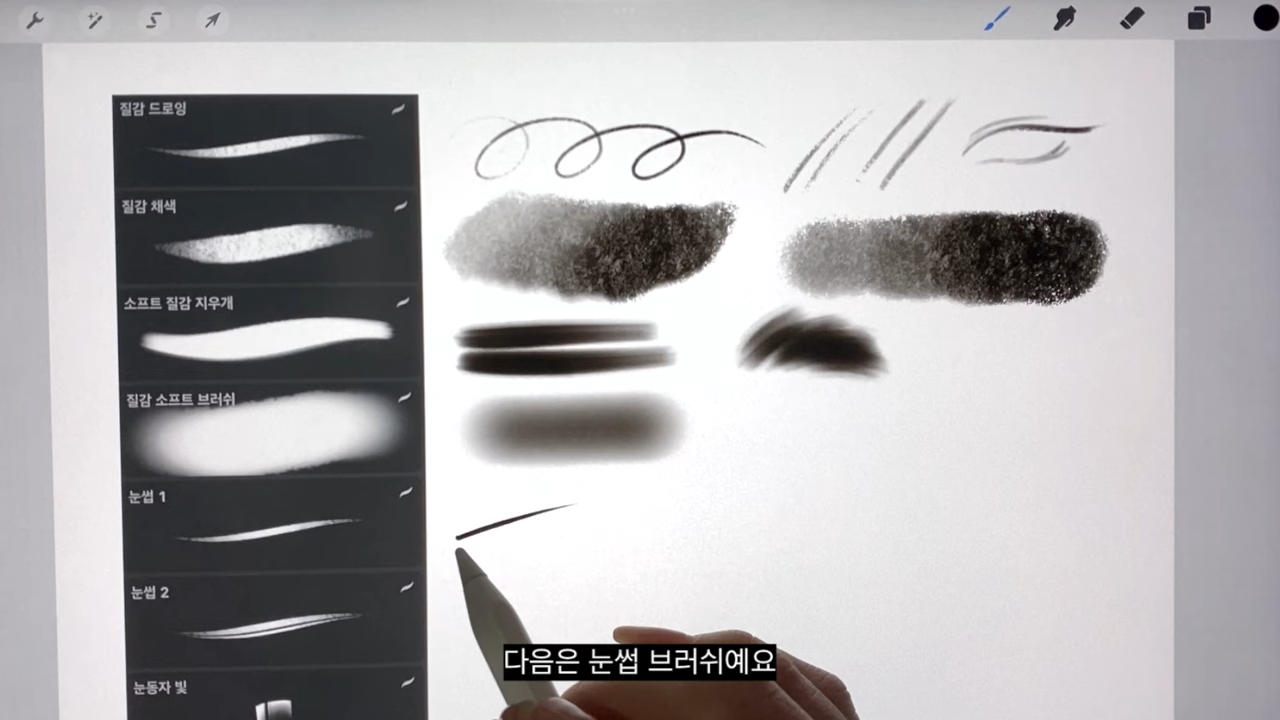 질감 드로잉
질감 채색
소프트 질감 지우개
질감 소프트 브러쉬
눈썹 1
눈썹 2
눈동자 빛
다음은 눈썹 브러쉬예요